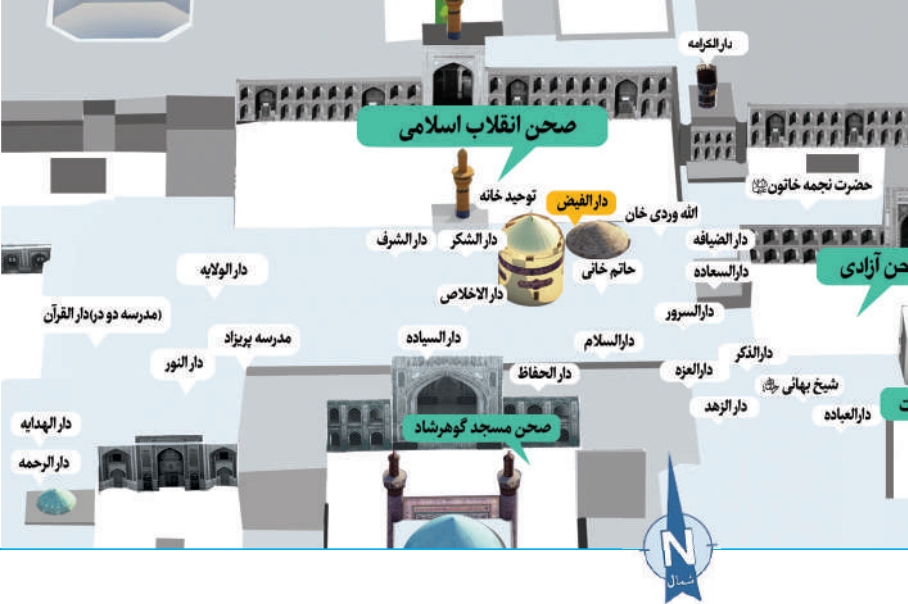 دارالکرامه
صحن انقلاب اسلامی
حضرت نجمه خاتون
توحید خانه
دارالفیض
الله وردی خان
دارالشرف
دارالشکر
دارالضیافه
حاتم خانی
دارالسعاده
صحن آزادی
دارالولایه
دارالاخلاص
دارالسرور
(مدرسه دو در)دارالقرآن
مدرسه پریزاد
دارالسیاده
دارالسلام
دارالذکر
دارالنور
دارالحفاظ
دارالعزه
شیخ بهائی
دارالزهد
دارالعباده
ت
صحن مسجد گوهرشاد
دارالهدایه
دارالرحمه
N
شمال